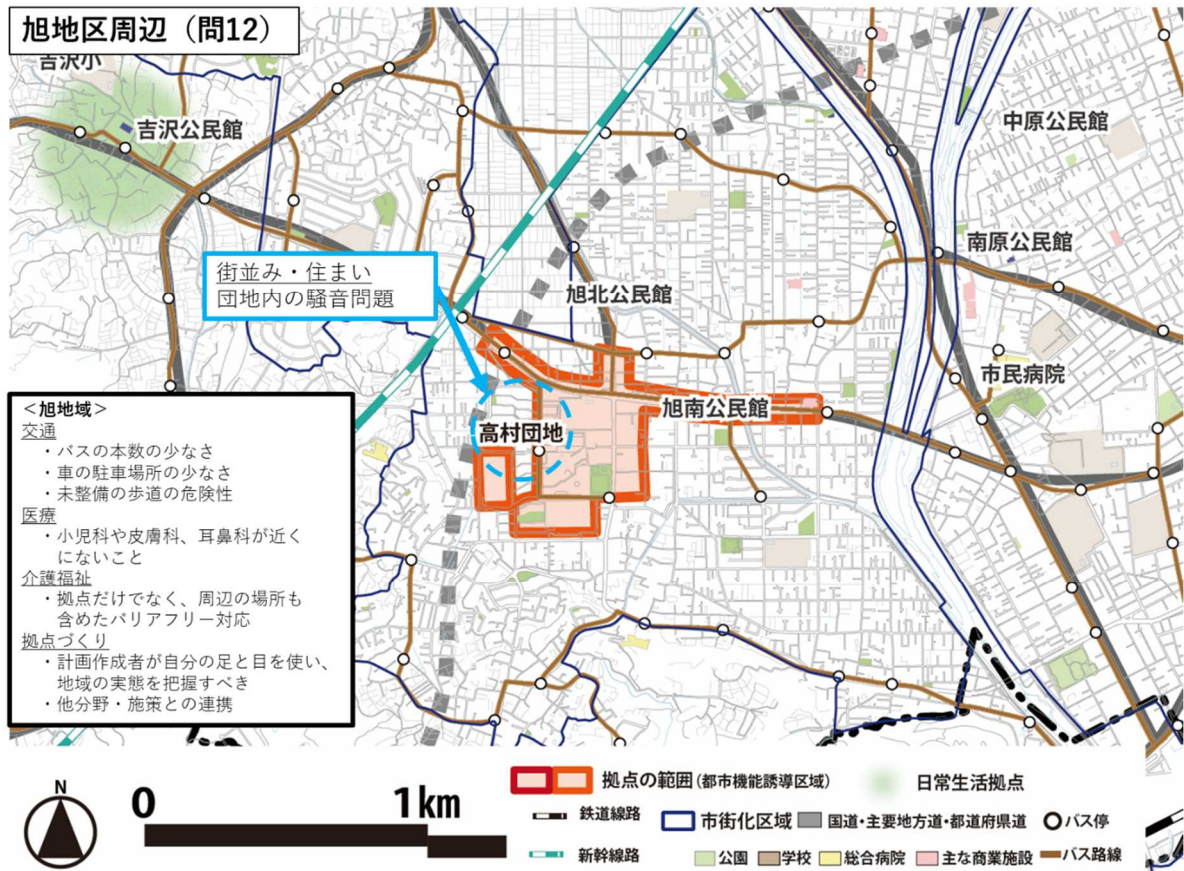 旭地区周辺（問12）
吉沢小
吉沢公民館
中原公民館
南原公民館
街並み・住まい
団地内の騒音問題
旭北公民館
市民病院
旭南公民館
高村団地
＜旭地域＞
交通
・バスの本数の少なさ
・車の駐車場所の少なさ
・未整備の歩道の危険性
医療
・小児科や皮膚科、耳鼻科が近く
にないこと
介護福祉
・拠点だけでなく、周辺の場所も
含めたバリアフリー対応
拠点づくり
・計画作成者が自分の足と目を使い、
地域の実態を把握すべき
・他分野・施策との連携
N
0 1km
拠点の範囲（都市機能誘導区域） 日常生活拠点
鉄道線路 市街化区域 国道・主要地方道・都道府県道 バス停
新幹線路 公園 学校 総合病院 主な商業施設 バス路線